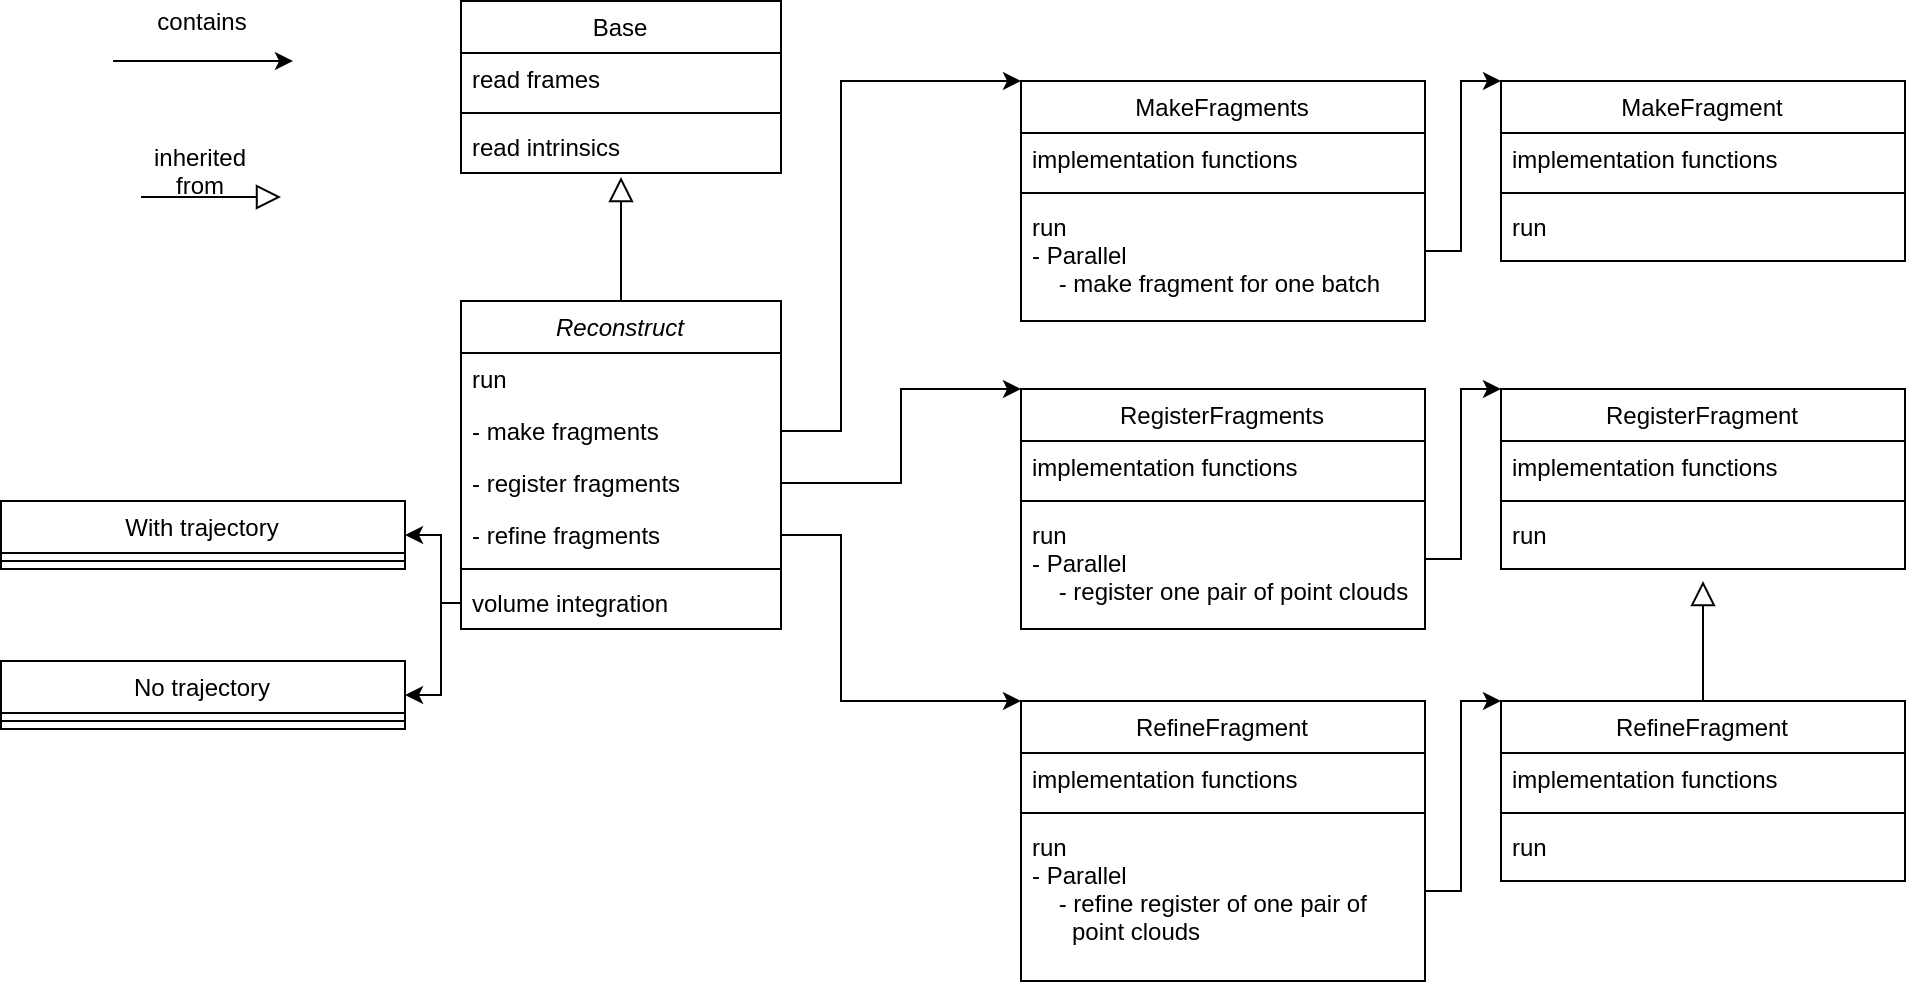 contains
inherited
from
Base
read frames
read intrinsics
Reconstruct
run
- make fragments
- register fragments
- refine fragments
volume integration
With trajectory
No trajectory
MakeFragments
implementation functions
run
- Parallel
- make fragment for one batch
MakeFragment
implementation functions
run
RegisterFragments
implementation functions
run
- Parallel
- register one pair of point clouds
RegisterFragment
implementation functions
run
RefineFragment
implementation functions
run
- Parallel
- refine register of one pair of
point clouds
RefineFragment
implementation functions
run